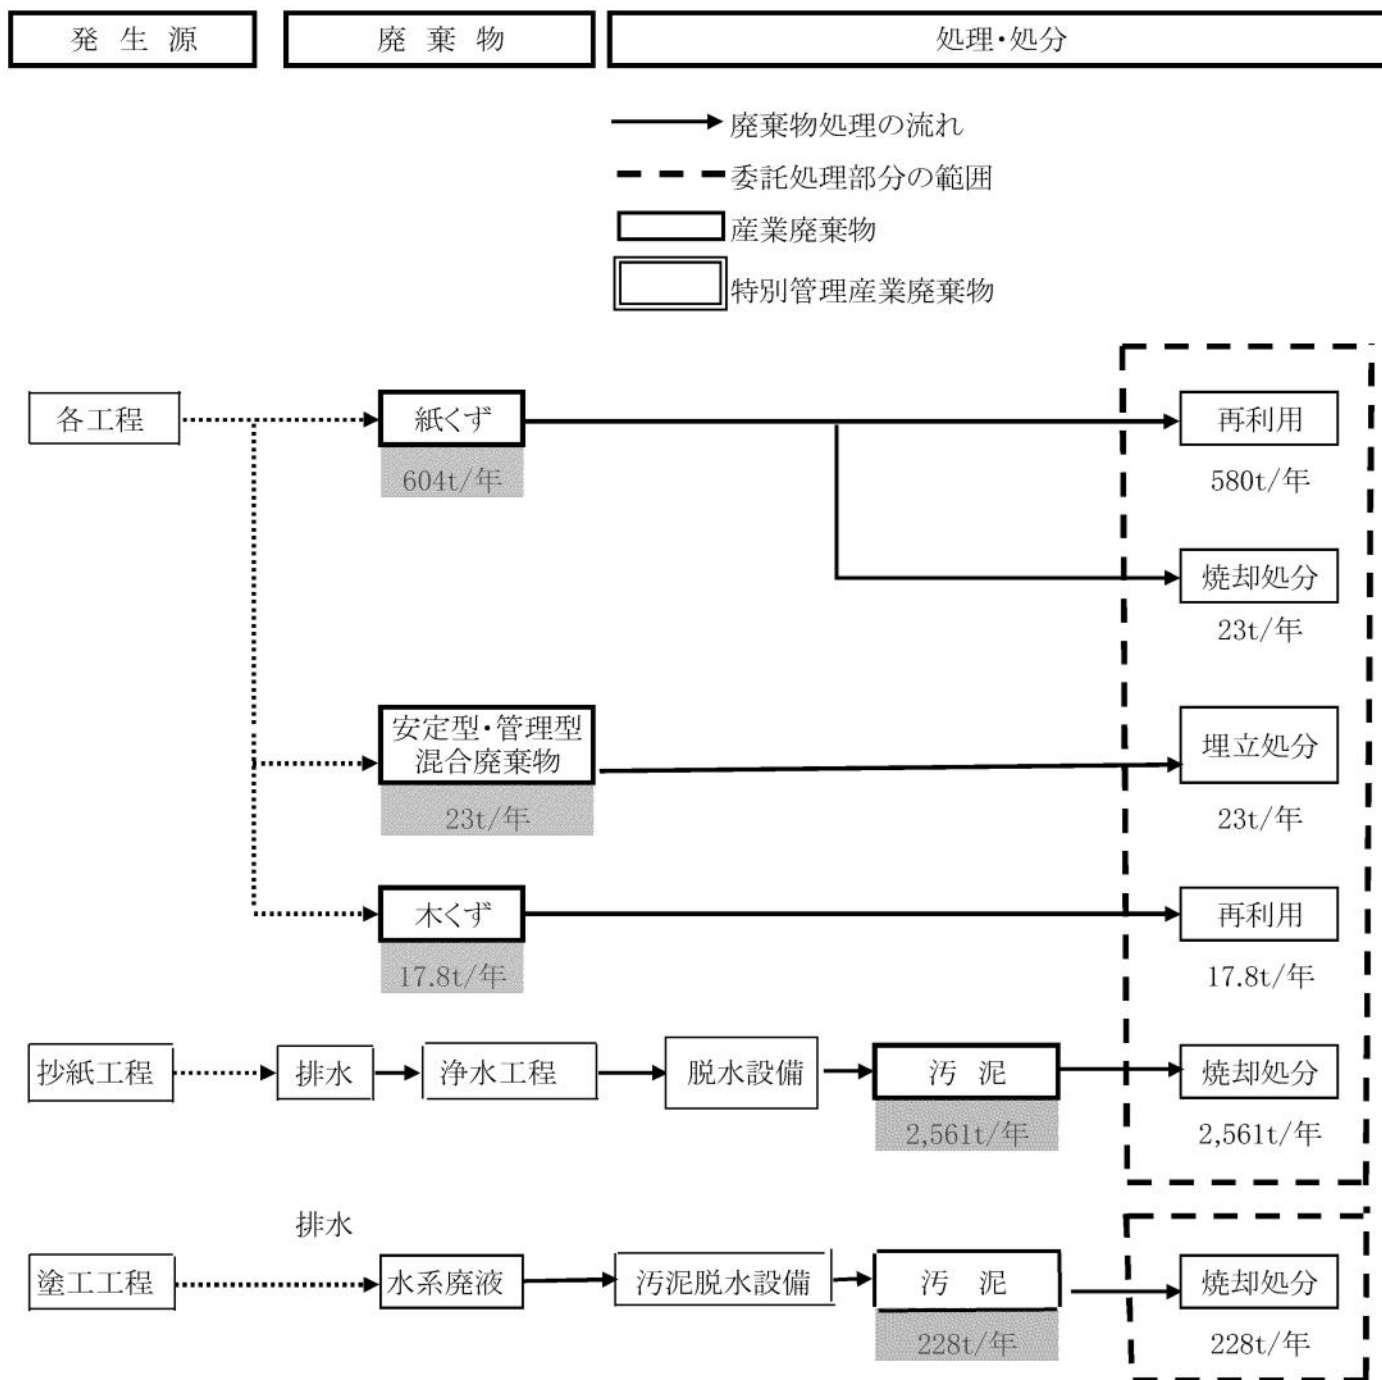 発 生 源
廃 棄 物
処理・処分
廃棄物処理の流れ
委託処理部分の範囲
産業廃棄物
特別管理産業廃棄物
各工程
紙くず
再利用
604t/年
580t/年
焼却処分
23t/年
安定型・管理型
混合廃棄物
埋立処分
23t/年
23t/年
木くず
再利用
17.8t/年
17.8t/年
抄紙工程
排水
浄水工程
脱水設備
汚 泥
焼却処分
2,561t/年
2,561t/年
排水
塗工工程
水系廃液
汚泥脱水設備
汚 泥
焼却処分
228t/年
228t/年